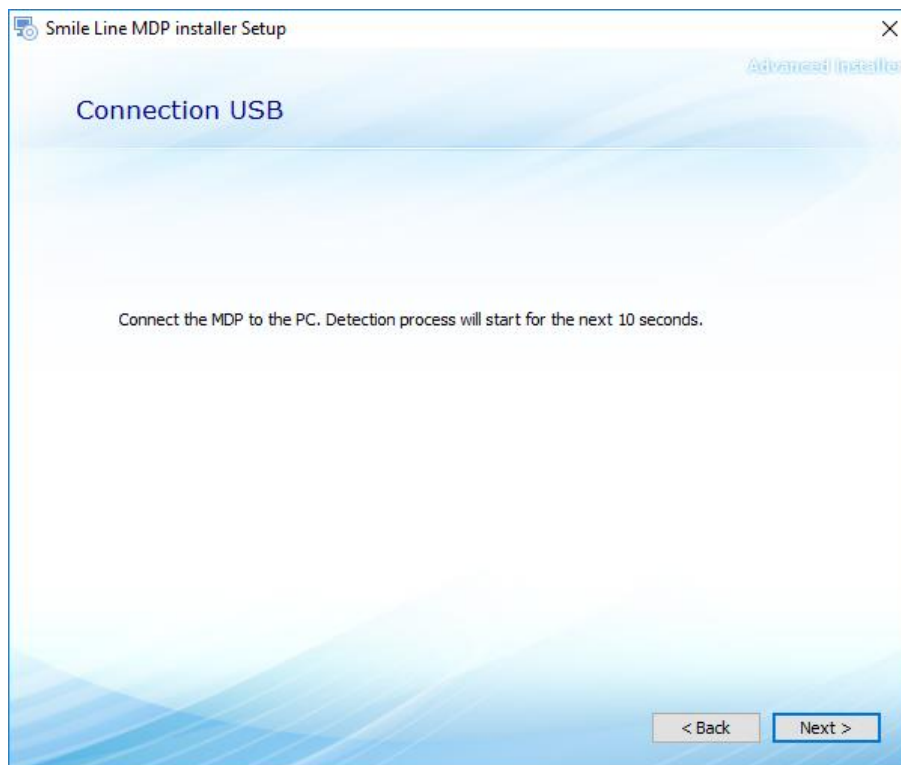 Smile Line MDP installer Setup
Advanced Installer
Connection USB
Connect the MDP to the PC. Detection process will start for the next 10 seconds.
< Back
Next >